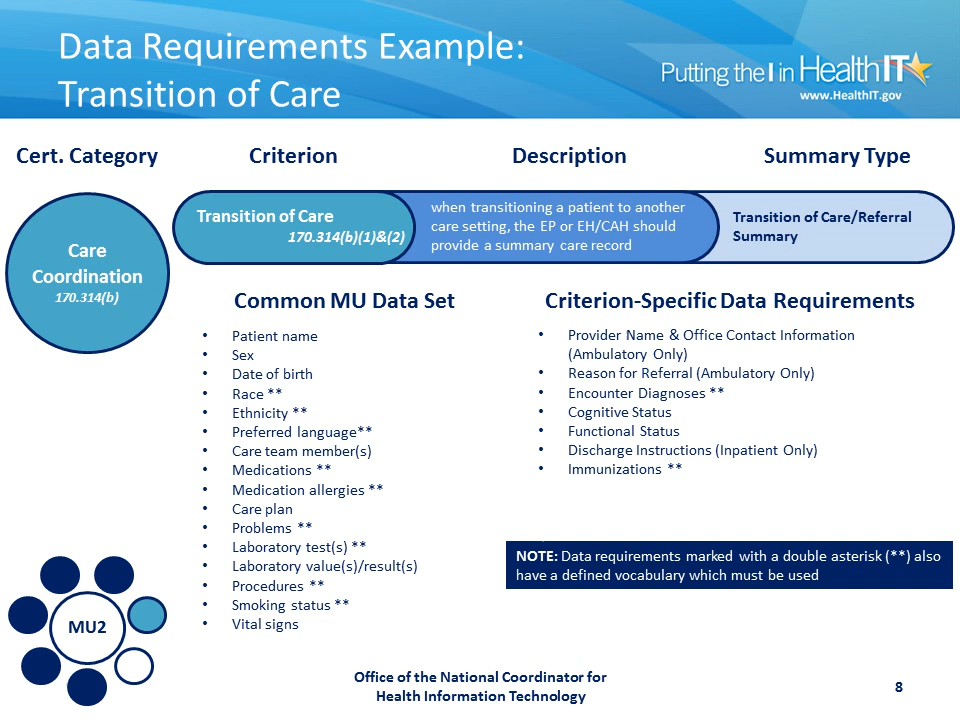 Data Requirements Example:
Transition of Care
Putting the I in HealthIT
www.HealthIT.gov
Cert. Category
Criterion
Description
Summary Type
Care
Coordination
170.314(b)
Transition of Care
170.314(b)(1)&(2)
when transitioning a patient to another
care setting, the EP or EH/CAH should
provide a summary care record
Transition of Care/Referral
Summary
Common MU Data Set
• Patient name
• Sex
• Date of birth
• Race **
• Ethnicity **
• Preferred language**
• Care team member(s)
• Medications **
• Medication allergies **
• Care plan
• Problems **
• Laboratory test(s) **
• Laboratory value(s)/result(s)
• Procedures **
• Smoking status **
• Vital signs
Criterion-Specific Data Requirements
• Provider Name & Office Contact Information
(Ambulatory Only)
• Reason for Referral (Ambulatory Only)
• Encounter Diagnoses **
• Cognitive Status
• Functional Status
• Discharge Instructions (Inpatient Only)
• Immunizations **
NOTE: Data requirements marked with a double asterisk (**) also
have a defined vocabulary which must be used
MU2
Office of the National Coordinator for
Health Information Technology
8